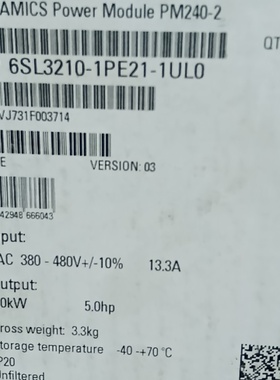 AMICS Power Module PM240-2
QT
6SL3210-1PE21-1UL0
VJ731F003714
E
VERSION: 03
42948 666043
put:
AC 380 - 480V+/-10% 13.3A
utput:
0kW 5.0hp
ross weight: 3.3kg
torage temperature -40 -+70 °C
P20
nfiltered